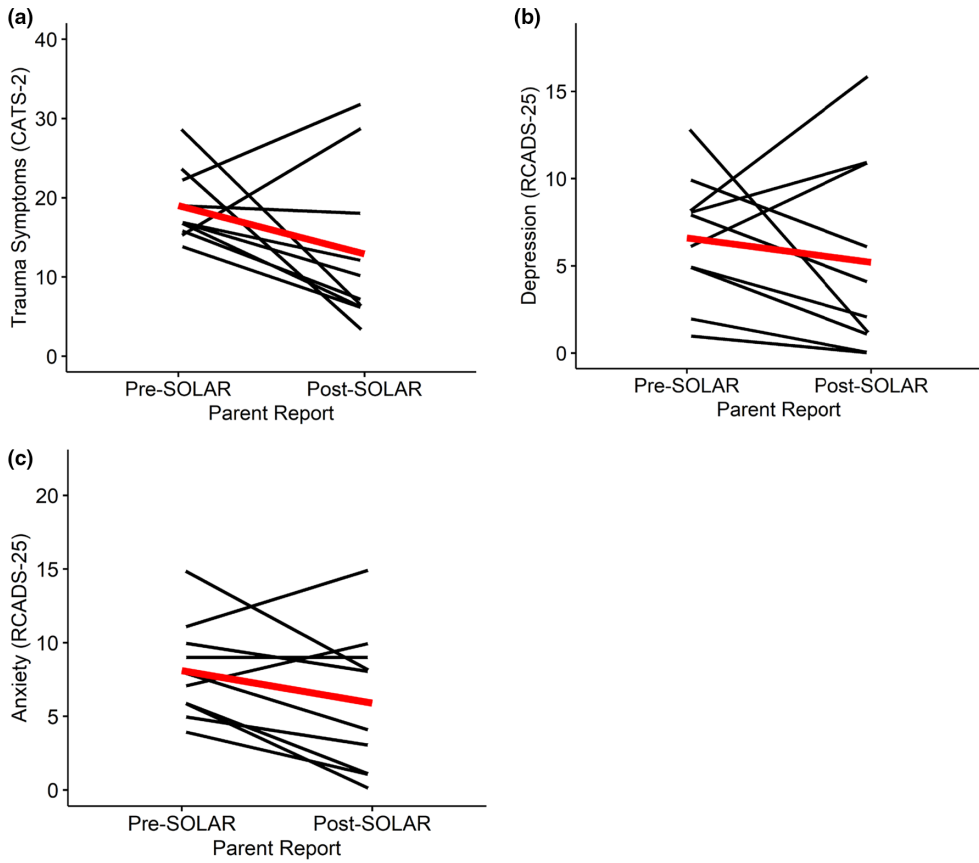 (a)
Trauma Symptoms (CATS-2)
40
30
20
10
0
Pre-SOLAR Post-SOLAR
Parent Report
(b)
Depression (RCADS-25)
15
10
5
0
Pre-SOLAR Post-SOLAR
Parent Report
(c)
Anxiety (RCADS-25)
20
15
10
5
0
Pre-SOLAR Post-SOLAR
Parent Report